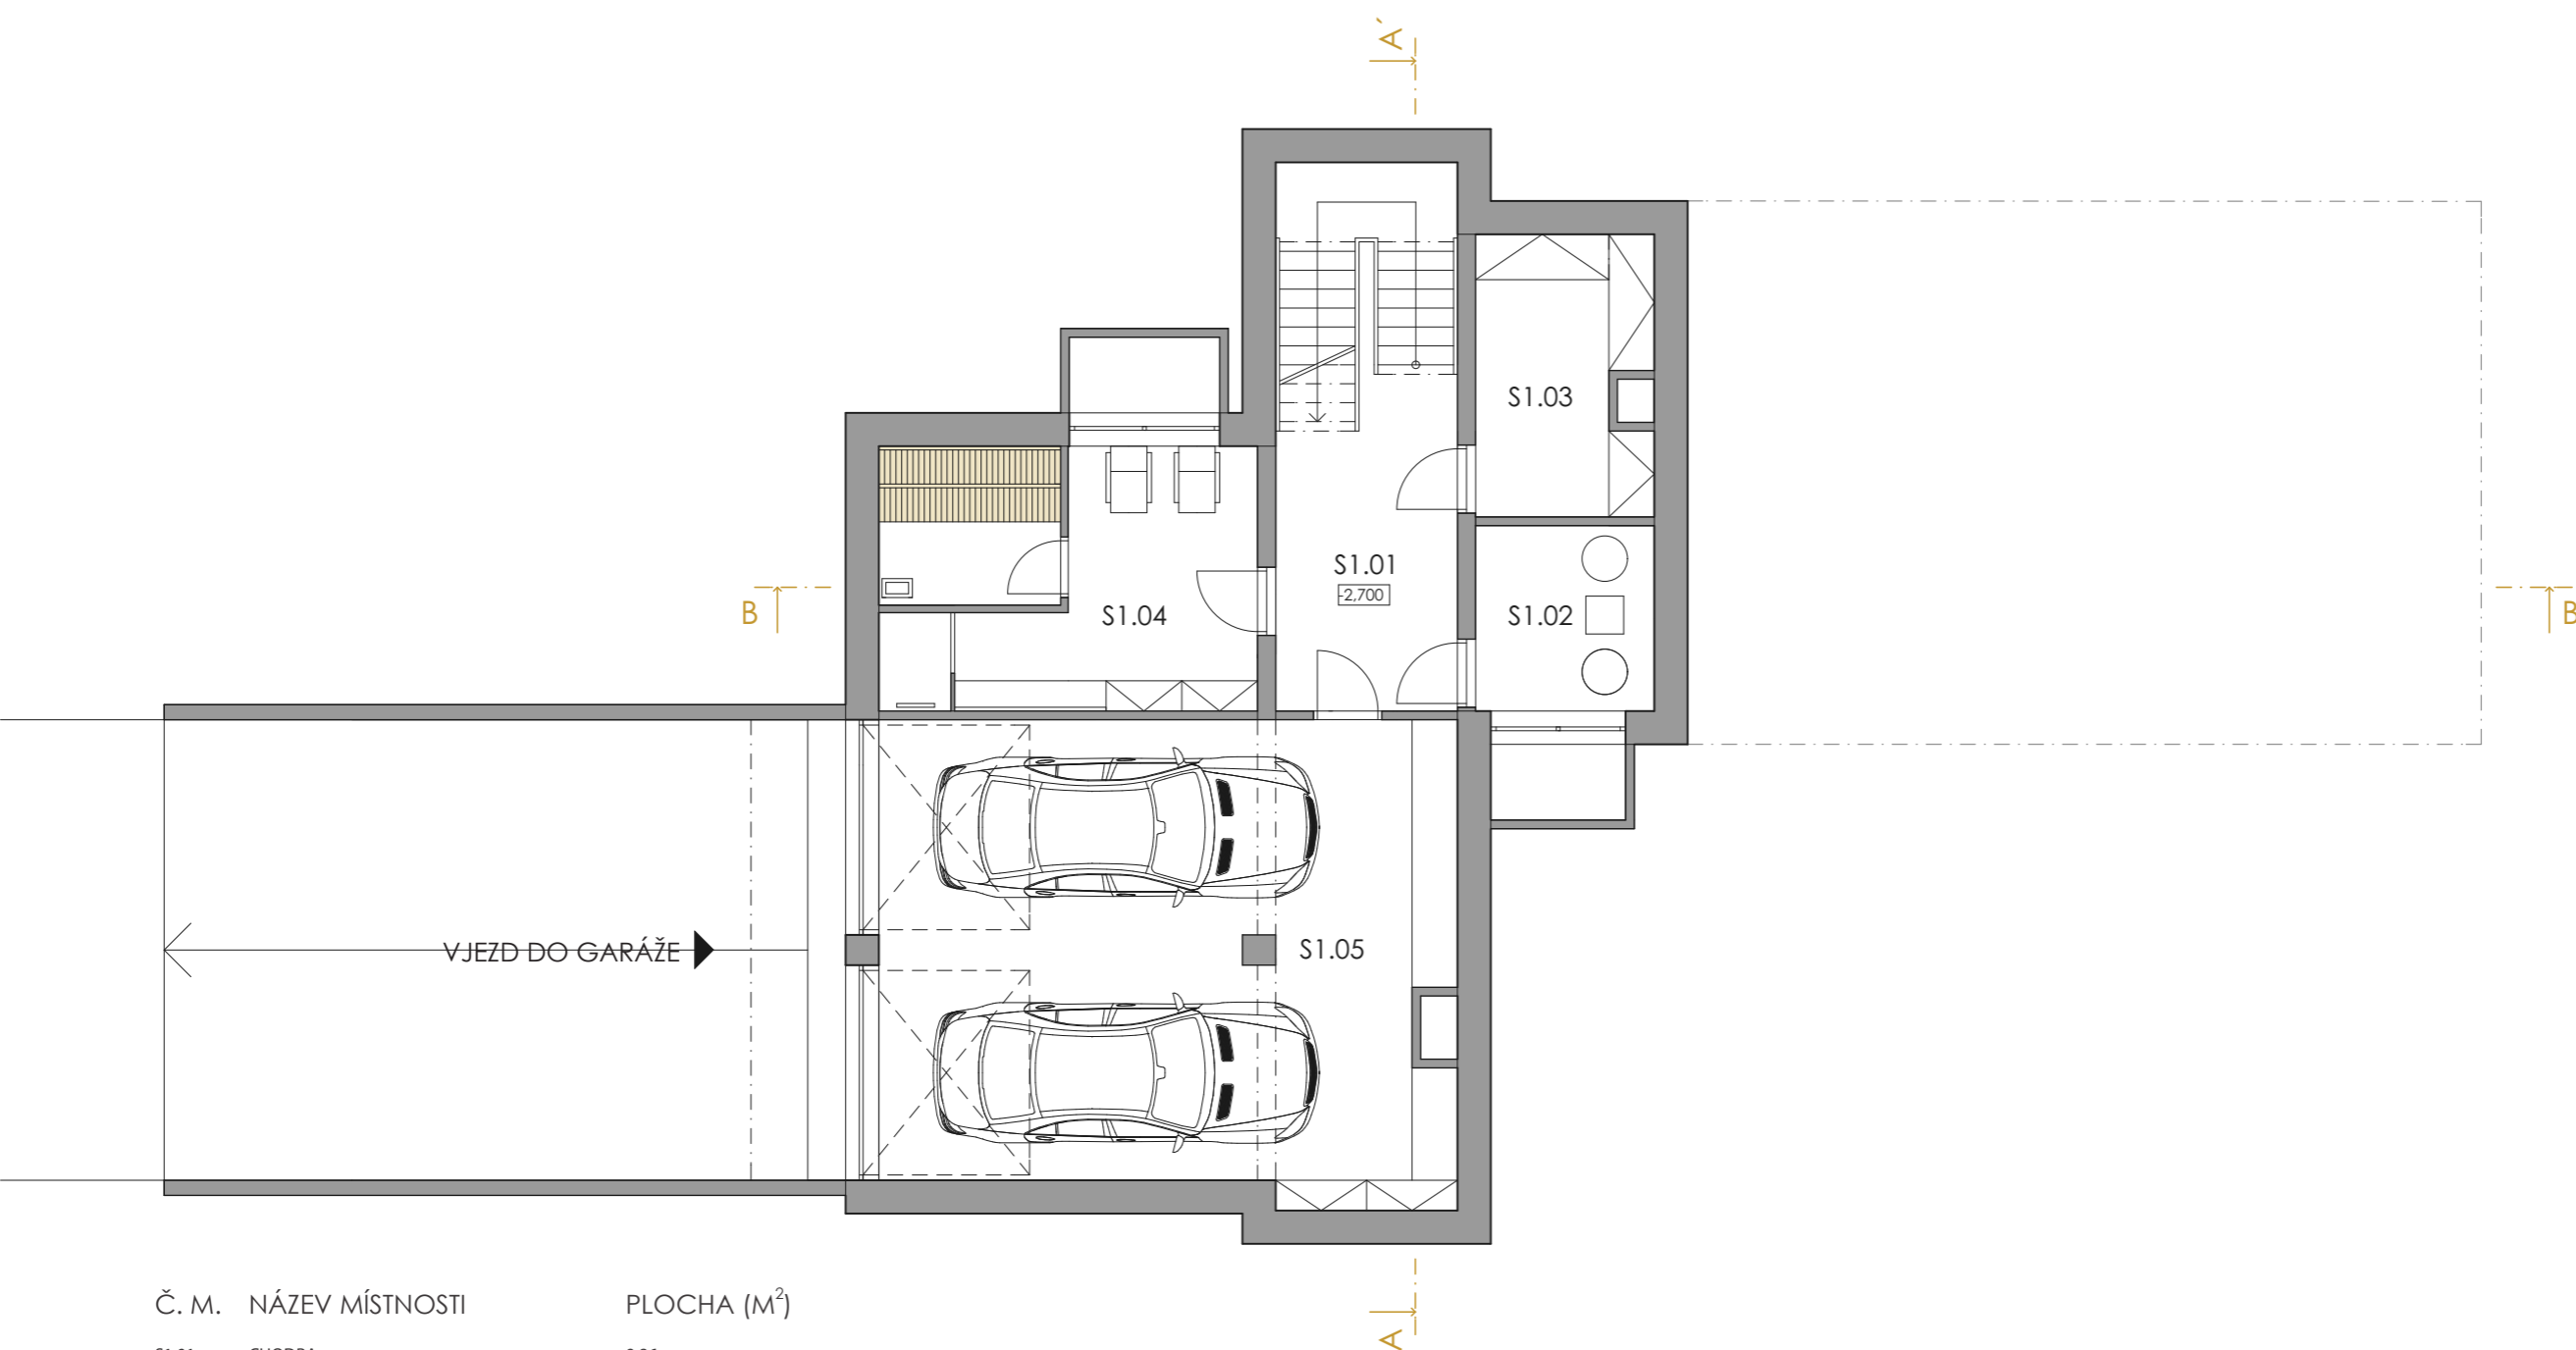 A´
S1.03
S1.01
-2,700
S1.04
S1.02
B
B
VJEZD DO GARÁŽE
S1.05
Č. M. NÁZEV MÍSTNOSTI PLOCHA (M²)
A